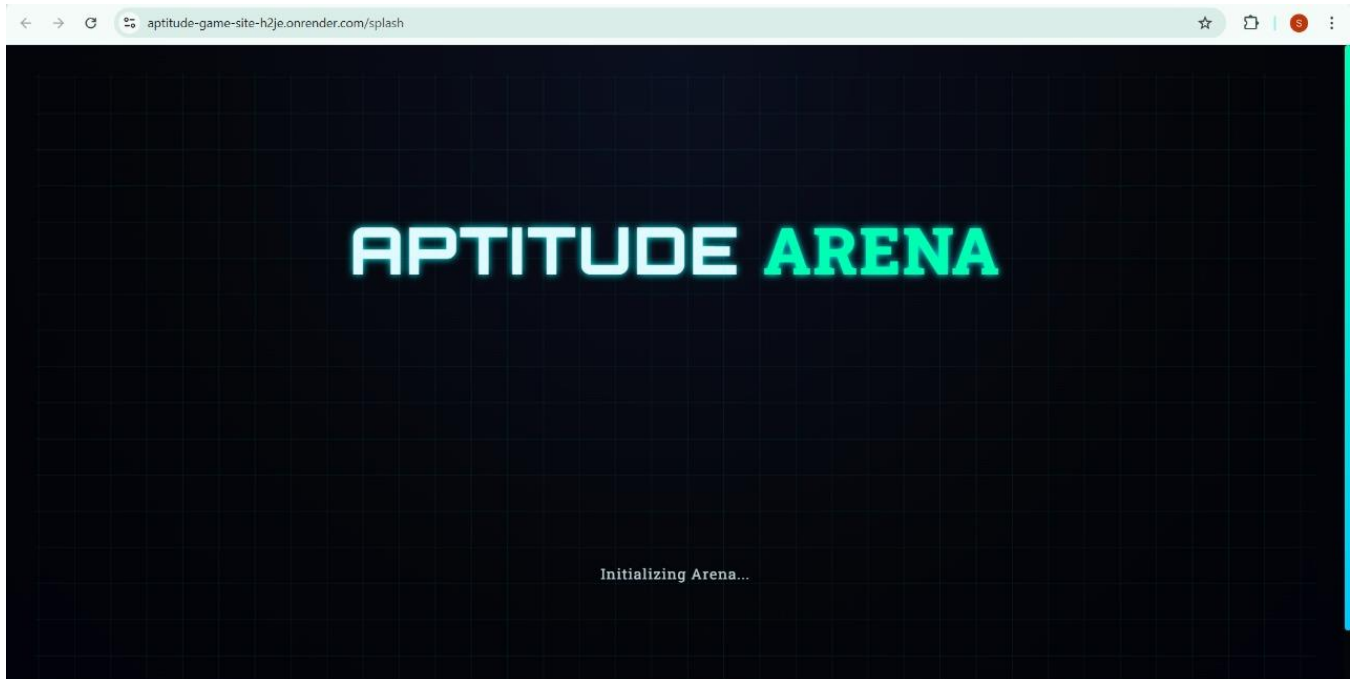 aptitude-game-site-h2je.onrender.com/splash
S
APTITUDE ARENA
Initializing Arena...